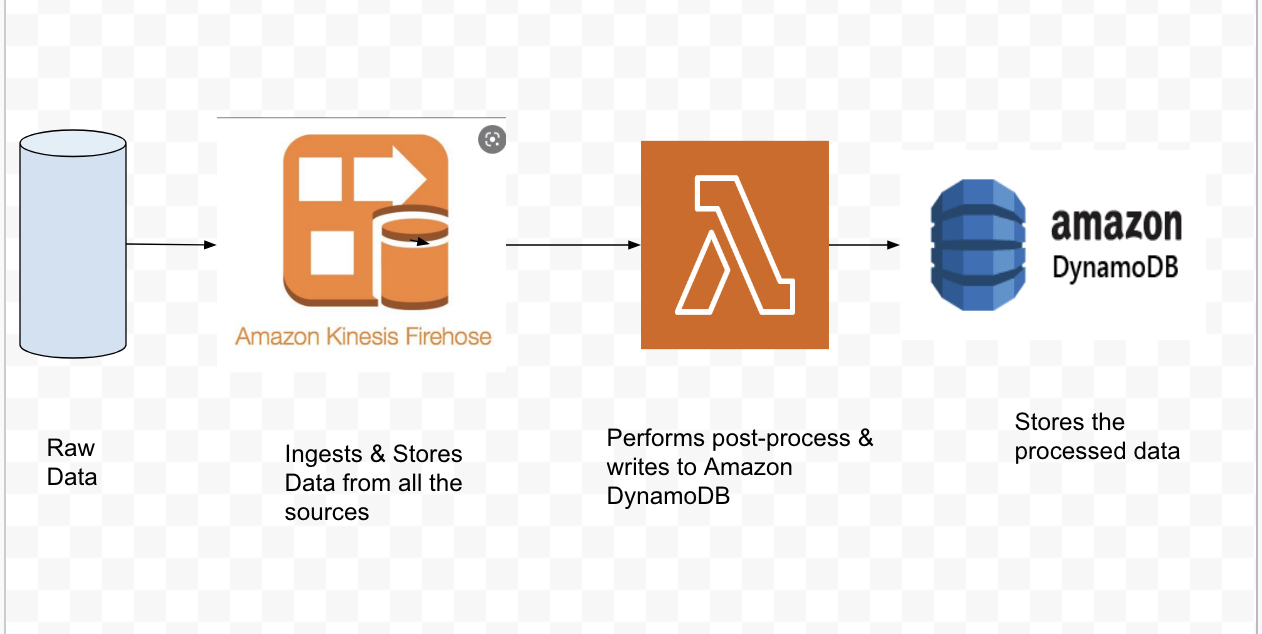 Amazon Kinesis Firehose
amazon
DynamoDB
Raw
Data
Ingests & Stores
Data from all the
sources
Performs post-process &
writes to Amazon
DynamoDB
Stores the
processed data